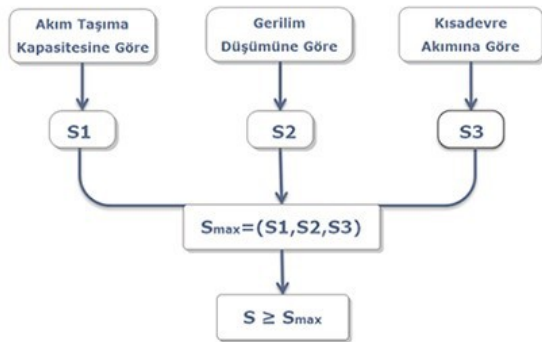 Akım Taşıma
Kapasitesine Göre
Gerilim
Düşümüne Göre
Kısadevre
Akımına Göre
S1
S2
S3
Smax=(S1,S2,S3)
S ≥ Smax